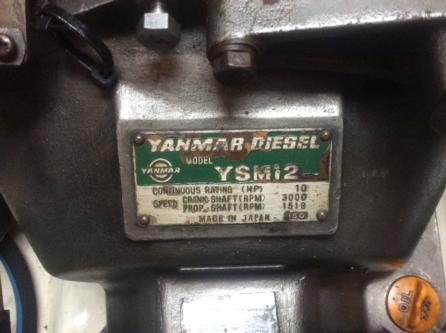 YANMAR DIESEL
MODEL
YANMAR YSM12
CONTINUOUS RATING (HP) 10
SPEED CRANK-SHAFT (RPM) 3000
PROP. SHAFT (RPM) 1518
MADE IN JAPAN
OIL